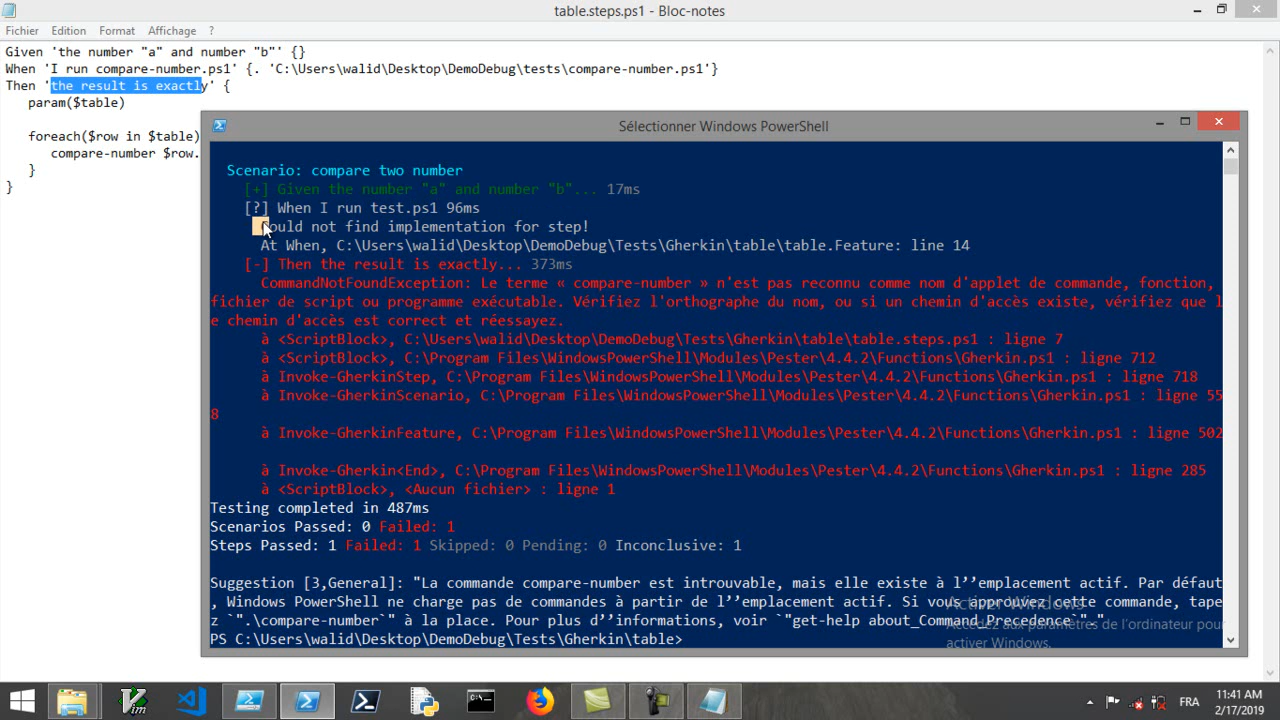 table.steps.ps1 - Bloc-notes
Fichier Edition Format Affichage ?
Given 'the number "a" and number "b"' {}
When 'I run compare-number.ps1' {. 'C:\Users\walid\Desktop\DemoDebug\tests\compare-number.ps1'}
Then 'the result is exactly' {
param($table)
foreach($row in $table)
compare-number $row.
}
}
Sélectionner Windows PowerShell
Scenario: compare two number
[+] Given the number "a" and number "b"... 17ms
[?] When I run test.ps1 96ms
Could not find implementation for step!
At When, C:\Users\walid\Desktop\DemoDebug\Tests\Gherkin\table\table.Feature: line 14
[-] Then the result is exactly... 373ms
CommandNotFoundException: Le terme « compare-number » n'est pas reconnu comme nom d'applet de commande, fonction,
fichier de script ou programme exécutable. Vérifiez l'orthographe du nom, ou si un chemin d'accès existe, vérifiez que l
e chemin d'accès est correct et réessayez.
à <ScriptBlock>, C:\Users\walid\Desktop\DemoDebug\Tests\Gherkin\table\table.steps.ps1 : ligne 7
à <ScriptBlock>, C:\Program Files\WindowsPowerShell\Modules\Pester\4.4.2\Functions\Gherkin.ps1 : ligne 712
à Invoke-GherkinStep, C:\Program Files\WindowsPowerShell\Modules\Pester\4.4.2\Functions\Gherkin.ps1 : ligne 718
à Invoke-GherkinScenario, C:\Program Files\WindowsPowerShell\Modules\Pester\4.4.2\Functions\Gherkin.ps1 : ligne 55
8
à Invoke-GherkinFeature, C:\Program Files\WindowsPowerShell\Modules\Pester\4.4.2\Functions\Gherkin.ps1 : ligne 502
à Invoke-Gherkin<End>, C:\Program Files\WindowsPowerShell\Modules\Pester\4.4.2\Functions\Gherkin.ps1 : ligne 285
à <ScriptBlock>, <Aucun fichier> : ligne 1
Testing completed in 487ms
Scenarios Passed: 0 Failed: 1
Steps Passed: 1 Failed: 1 Skipped: 0 Pending: 0 Inconclusive: 1
Suggestion [3,General]: "La commande compare-number est introuvable, mais elle existe à l’’emplacement actif. Par défaut
, Windows PowerShell ne charge pas de commandes à partir de l’’emplacement actif. Si vous approuvez cette commande, tape
z `".\compare-number`" à la place. Pour plus d’’informations, voir `"get-help about_Command_Precedence`"."
PS C:\Users\walid\Desktop\DemoDebug\Tests\Gherkin\table>
Activer Windows
Accédez aux paramètres de l'ordinateur pour
activer Windows.
FRA
11:41 AM
2/17/2019